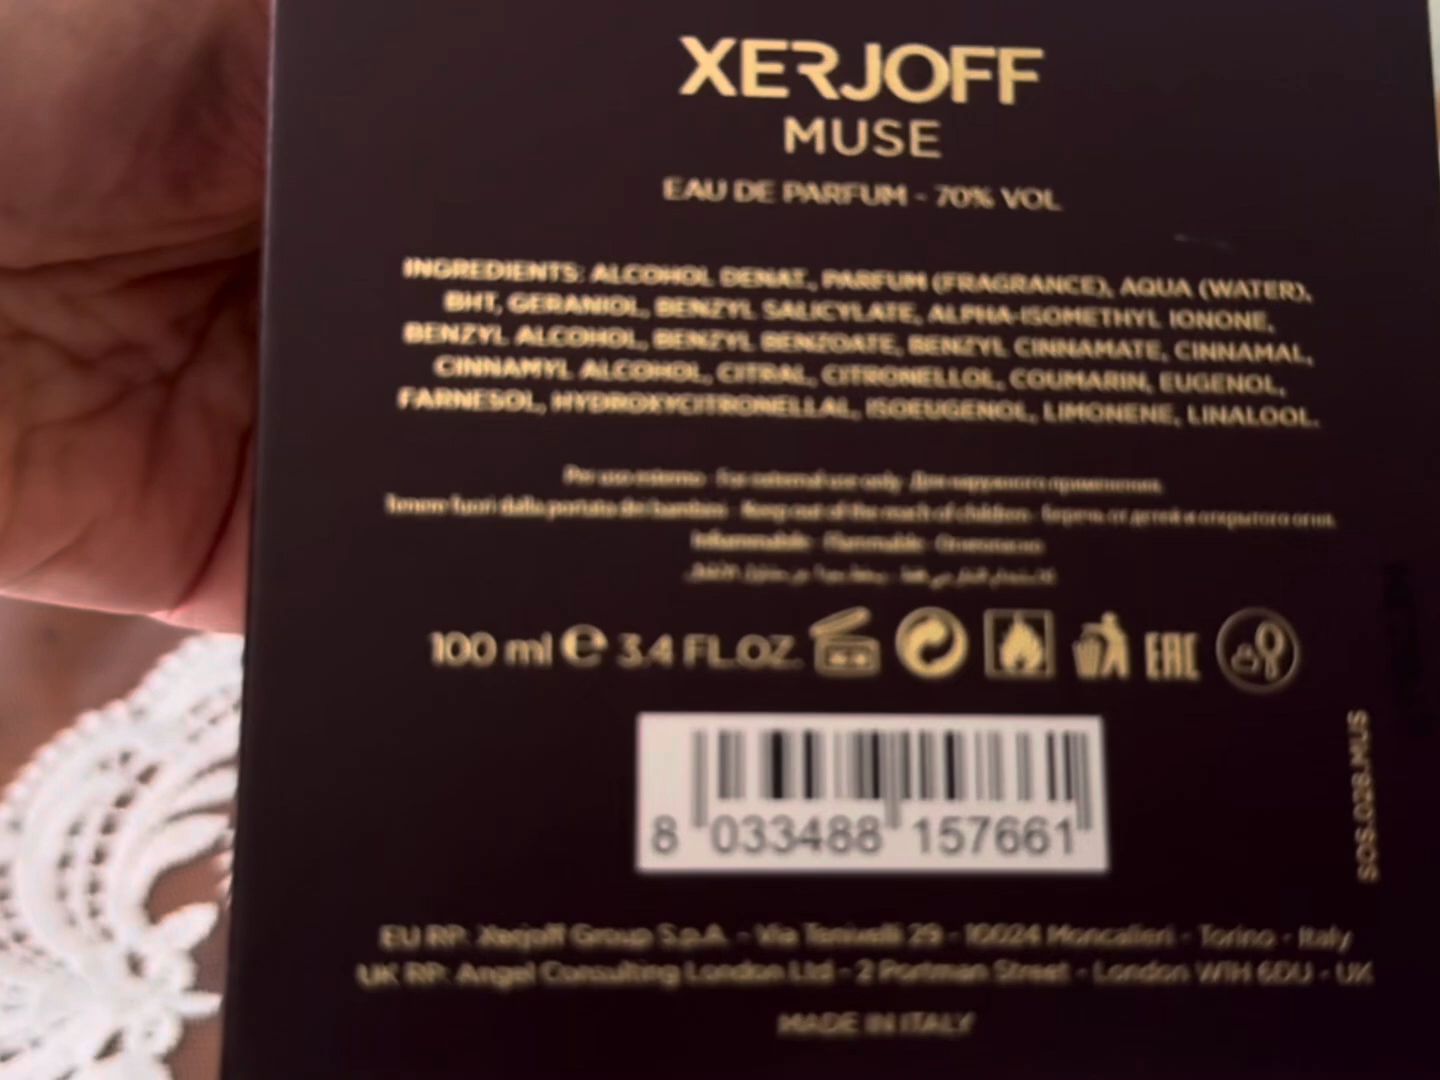 XERJOFF
MUSE
EAU DE PARFUM - 70% VOL
INGREDIENTS: ALCOHOL DENAT., PARFUM (FRAGRANCE), AQUA (WATER),
BHT, GERANIOL, BENZYL SALICYLATE, ALPHA-ISOMETHYL IONONE,
BENZYL ALCOHOL, BENZYL BENZOATE, BENZYL CINNAMATE, CINNAMAL,
CINNAMYL ALCOHOL, CITRAL, CITRONELLOL, COUMARIN, EUGENOL,
FARNESOL, HYDROXYCITRONELLAL, ISOEUGENOL, LIMONENE, LINALOOL.
Per uso esterno - For external use only - Для наружного применения.
Tenere fuori dalla portata dei bambini - Keep out of the reach of children - Беречь от детей и открытого огня.
Infiammabile - Flammable - Огнеопасно
100 ml ℮ 3.4 FL.OZ.
EAC
8 033488 157661
SOS.028.MUS
EU RP: Xerjoff Group S.p.A. - Via Tenivelli 29 - 10024 Moncalieri - Torino - Italy
UK RP: Angel Consulting London Ltd - 2 Portman Street - London W1H 6DU - UK
MADE IN ITALY